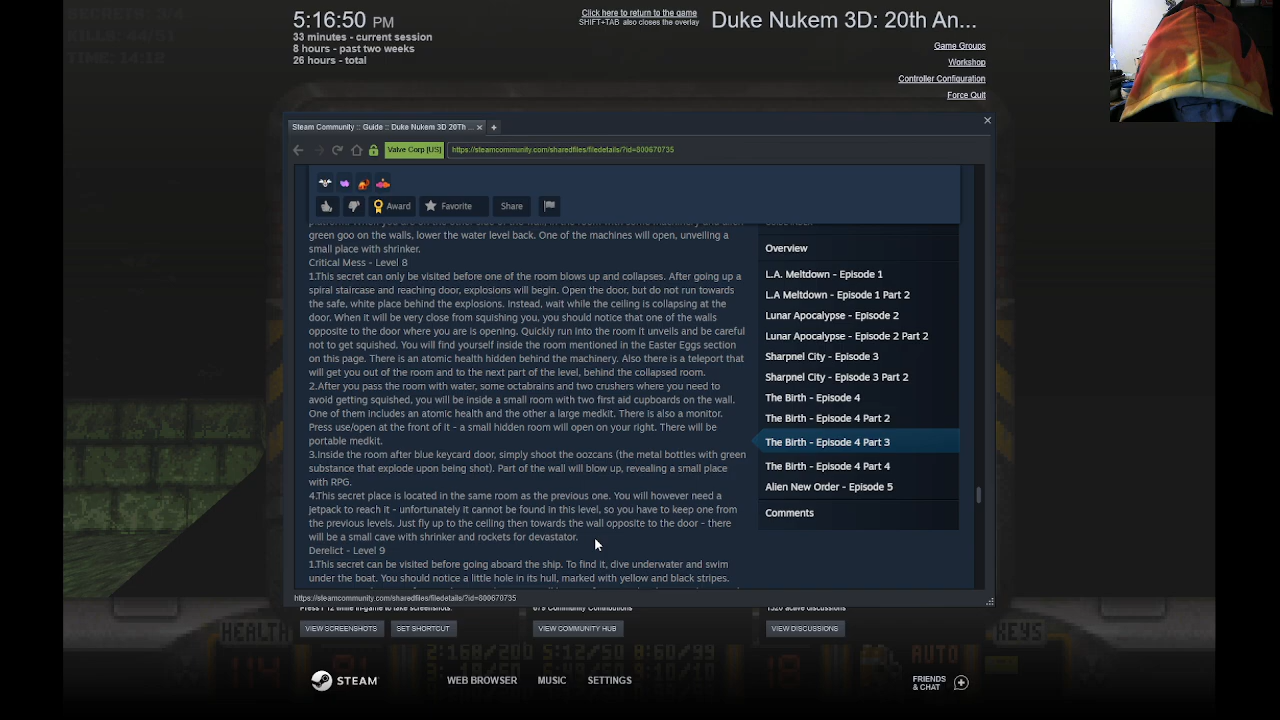 SECRETS: 3/4
KILLS: 44/51
TIME: 14:12
5:16:50 PM
33 minutes - current session
8 hours - past two weeks
26 hours - total
Click here to return to the game
SHIFT+TAB also closes the overlay
Duke Nukem 3D: 20th An...
Game Groups
Workshop
Controller Configuration
Force Quit
Steam Community :: Guide :: Duke Nukem 3D 20Th ...
Valve Corp [US]
https://steamcommunity.com/sharedfiles/filedetails/?id=800670735
Award
Favorite
Share
green goo on the walls, lower the water level back. One of the machines will open, unveiling a
small place with shrinker.
Critical Mess - Level 8
1.This secret can only be visited before one of the room blows up and collapses. After going up a
spiral staircase and reaching door, explosions will begin. Open the door, but do not run towards
the safe, white place behind the explosions. Instead, wait while the ceiling is collapsing at the
door. When it will be very close from squishing you, you should notice that one of the walls
opposite to the door where you are is opening. Quickly run into the room it unveils and be careful
not to get squished. You will find yourself inside the room mentioned in the Easter Eggs section
on this page. There is an atomic health hidden behind the machinery. Also there is a teleport that
will get you out of the room and to the next part of the level, behind the collapsed room.
2.After you pass the room with water, some octabrains and two crushers where you need to
avoid getting squished, you will be inside a small room with two first aid cupboards on the wall.
One of them includes an atomic health and the other a large medkit. There is also a monitor.
Press use/open at the front of it - a small hidden room will open on your right. There will be
portable medkit.
3.Inside the room after blue keycard door, simply shoot the oozcans (the metal bottles with green
substance that explode upon being shot). Part of the wall will blow up, revealing a small place
with RPG.
4.This secret place is located in the same room as the previous one. You will however need a
jetpack to reach it - unfortunately it cannot be found in this level, so you have to keep one from
the previous levels. Just fly up to the ceiling then towards the wall opposite to the door - there
will be a small cave with shrinker and rockets for devastator.
Derelict - Level 9
1.This secret can be visited before going aboard the ship. To find it, dive underwater and swim
under the boat. You should notice a little hole in its hull, marked with yellow and black stripes.
Overview
L.A. Meltdown - Episode 1
L.A Meltdown - Episode 1 Part 2
Lunar Apocalypse - Episode 2
Lunar Apocalypse - Episode 2 Part 2
Sharpnel City - Episode 3
Sharpnel City - Episode 3 Part 2
The Birth - Episode 4
The Birth - Episode 4 Part 2
The Birth - Episode 4 Part 3
The Birth - Episode 4 Part 4
Alien New Order - Episode 5
Comments
https://steamcommunity.com/sharedfiles/filedetails/?id=800670735
Press F12 while in-game to take screenshots.
679 Community Contributions
1320 active discussions
VIEW SCREENSHOTS
SET SHORTCUT
VIEW COMMUNITY HUB
VIEW DISCUSSIONS
HEALTH
KEYS
AUTO
STEAM
WEB BROWSER
MUSIC
SETTINGS
FRIENDS
& CHAT